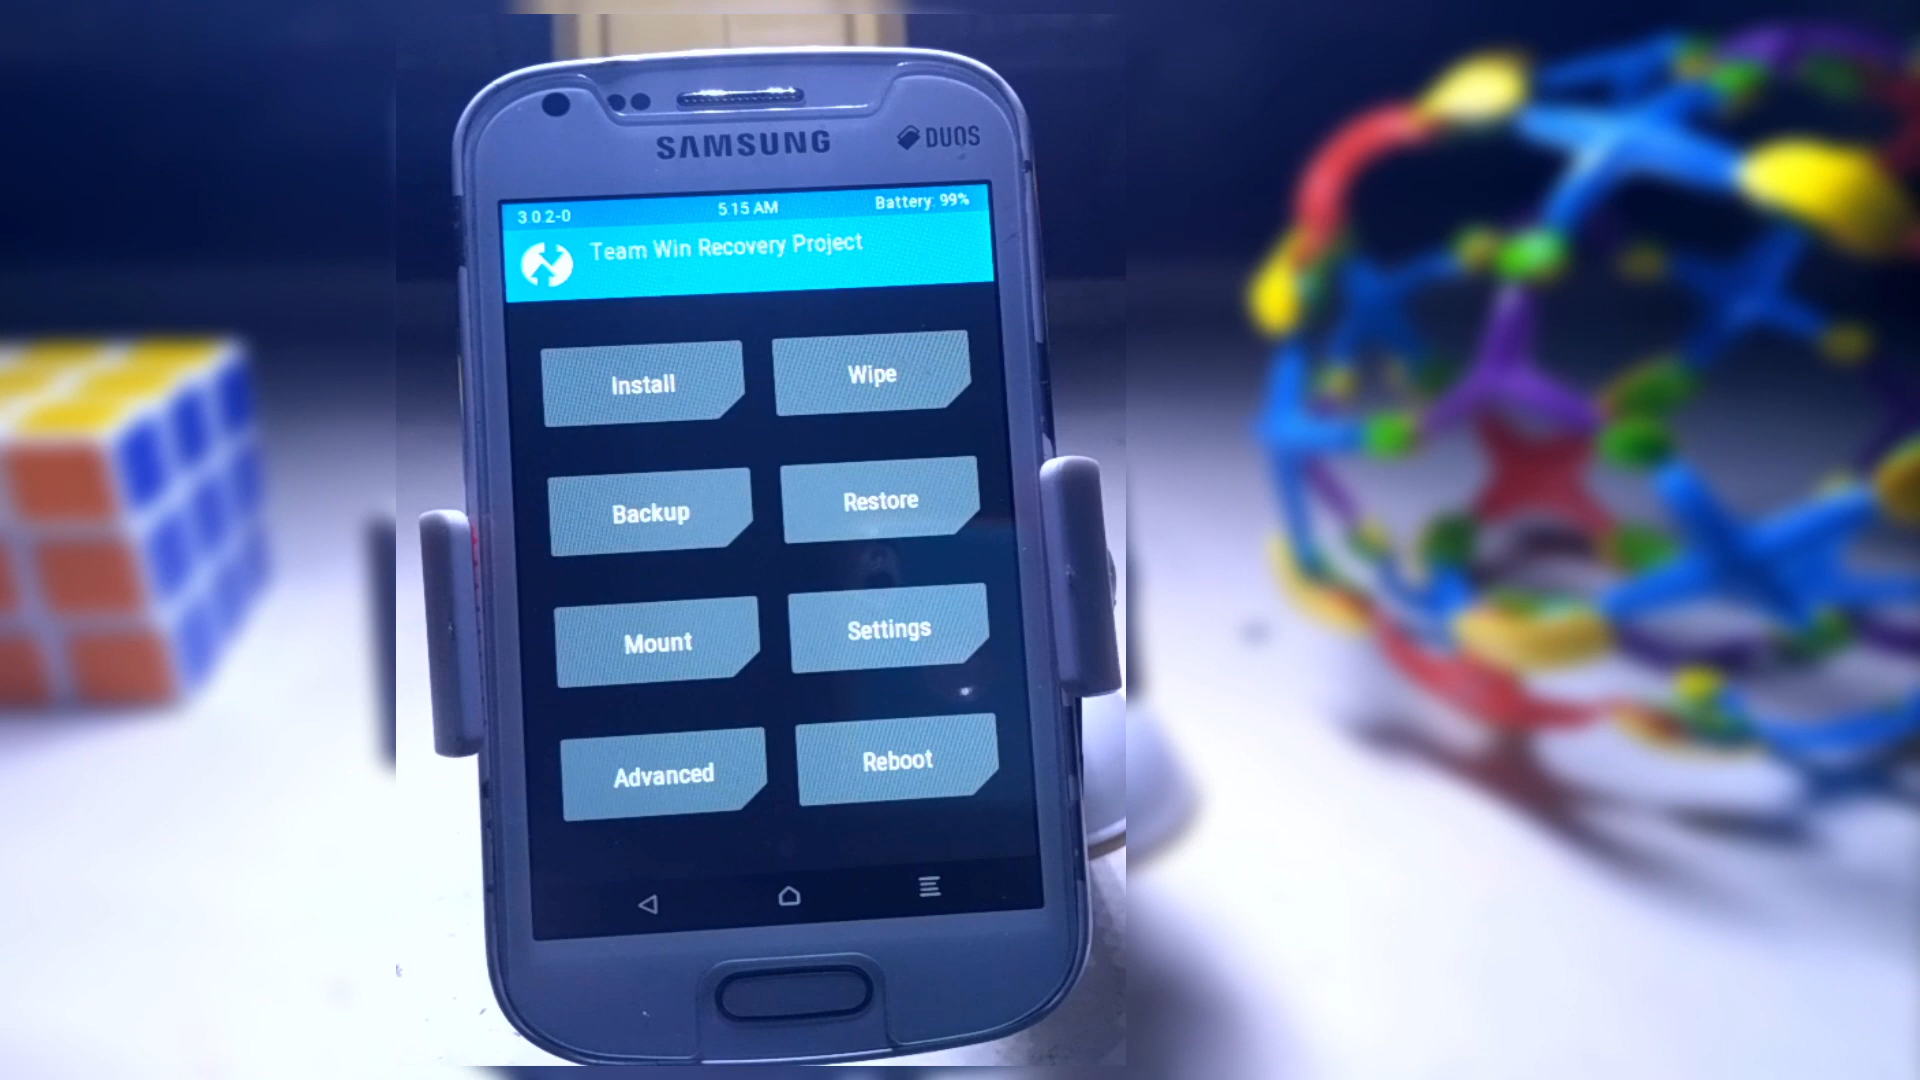 SAMSUNG
DUOS
3.0.2-0
5:15 AM
Battery: 99%
Team Win Recovery Project
Install
Wipe
Backup
Restore
Mount
Settings
Advanced
Reboot